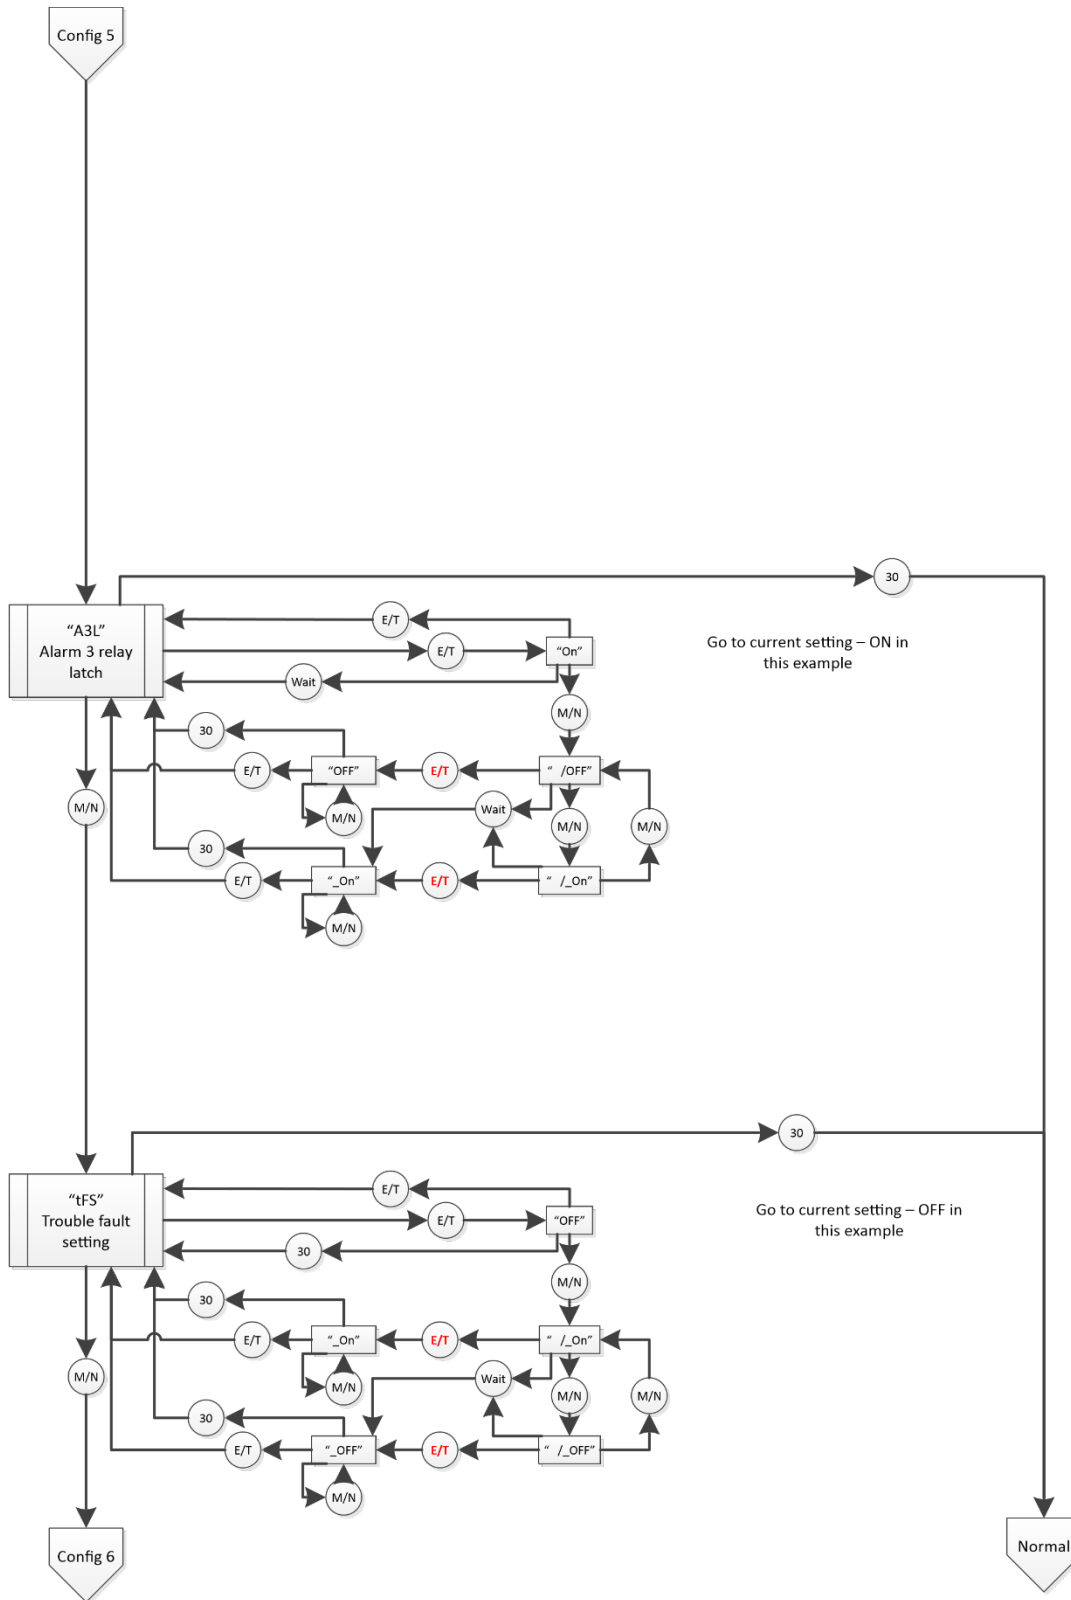 Config 5
30
“A3L”
Alarm 3 relay
latch
E/T
E/T
“On”
Wait
Go to current setting – ON in
this example
M/N
30
E/T
“OFF”
E/T
“ /OFF”
M/N
M/N
Wait
M/N
M/N
30
E/T
“_On”
E/T
“ /_On”
M/N
30
“tFS”
Trouble fault
setting
E/T
E/T
“OFF”
30
Go to current setting – OFF in
this example
M/N
30
E/T
“_On”
E/T
“ /_On”
M/N
M/N
Wait
M/N
M/N
30
E/T
“_OFF”
E/T
“ /_OFF”
M/N
Config 6
Normal